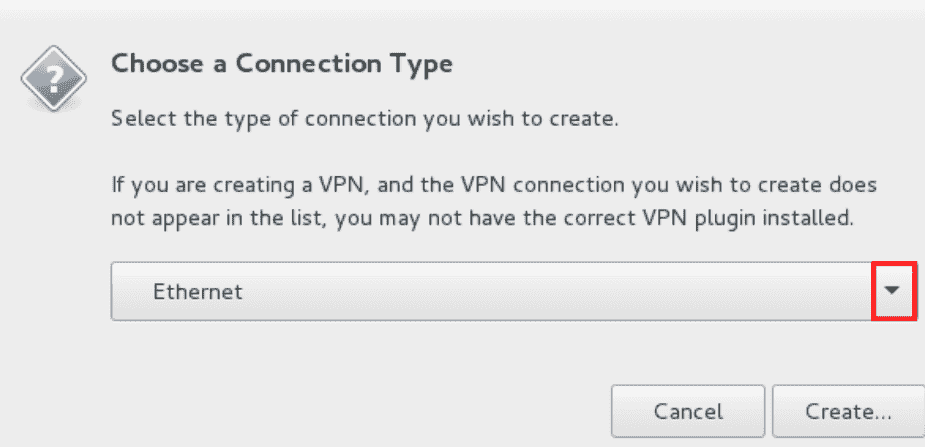 Choose a Connection Type
Select the type of connection you wish to create.
If you are creating a VPN, and the VPN connection you wish to create does
not appear in the list, you may not have the correct VPN plugin installed.
Ethernet
Cancel
Create...